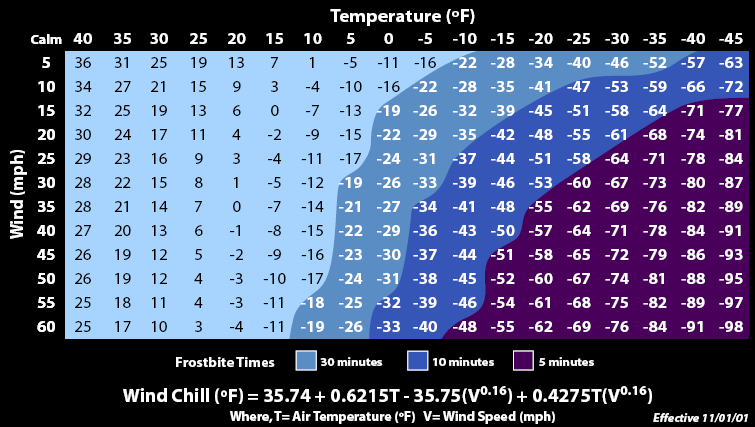 Temperature (ºF)
Calm 40 35 30 25 20 15 10 5 0 -5 -10 -15 -20 -25 -30 -35 -40 -45
5 36 31 25 19 13 7 1 -5 -11 -16 -22 -28 -34 -40 -46 -52 -57 -63
10 34 27 21 15 9 3 -4 -10 -16 -22 -28 -35 -41 -47 -53 -59 -66 -72
15 32 25 19 13 6 0 -7 -13 -19 -26 -32 -39 -45 -51 -58 -64 -71 -77
20 30 24 17 11 4 -2 -9 -15 -22 -29 -35 -42 -48 -55 -61 -68 -74 -81
25 29 23 16 9 3 -4 -11 -17 -24 -31 -37 -44 -51 -58 -64 -71 -78 -84
30 28 22 15 8 1 -5 -12 -19 -26 -33 -39 -46 -53 -60 -67 -73 -80 -87
35 28 21 14 7 0 -7 -14 -21 -27 -34 -41 -48 -55 -62 -69 -76 -82 -89
40 27 20 13 6 -1 -8 -15 -22 -29 -36 -43 -50 -57 -64 -71 -78 -84 -91
45 26 19 12 5 -2 -9 -16 -23 -30 -37 -44 -51 -58 -65 -72 -79 -86 -93
50 26 19 12 4 -3 -10 -17 -24 -31 -38 -45 -52 -60 -67 -74 -81 -88 -95
55 25 18 11 4 -3 -11 -18 -25 -32 -39 -46 -54 -61 -68 -75 -82 -89 -97
60 25 17 10 3 -4 -11 -19 -26 -33 -40 -48 -55 -62 -69 -76 -84 -91 -98
Wind (mph)
Frostbite Times 30 minutes 10 minutes 5 minutes
Wind Chill (ºF) = 35.74 + 0.6215T - 35.75(V0.16) + 0.4275T(V0.16)
Where, T= Air Temperature (ºF) V= Wind Speed (mph)
Effective 11/01/01